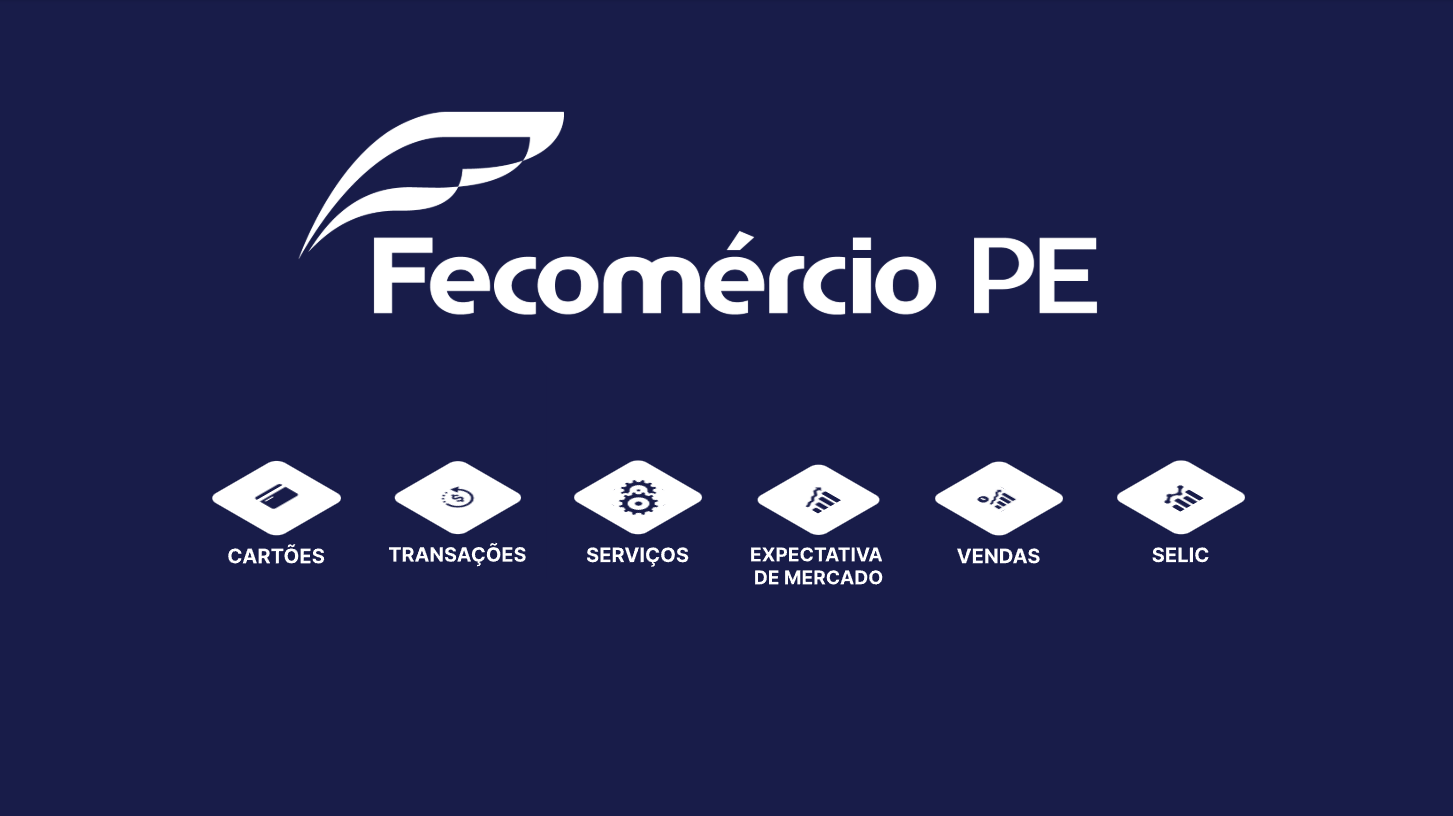 Fecomércio PE
CARTÕES
TRANSAÇÕES
SERVIÇOS
EXPECTATIVA
DE MERCADO
VENDAS
SELIC